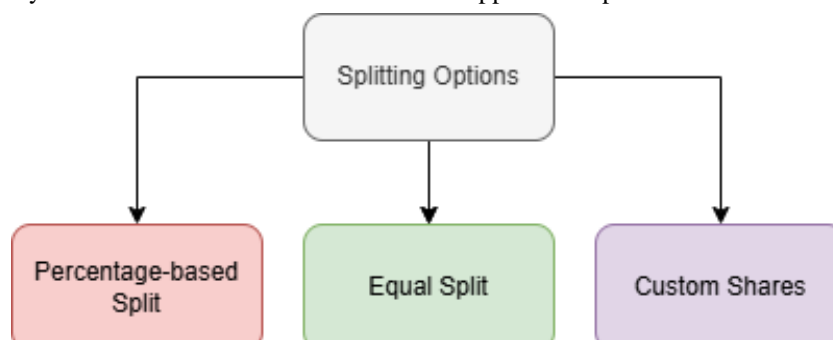 Splitting Options
Percentage-based
Split
Equal Split
Custom Shares